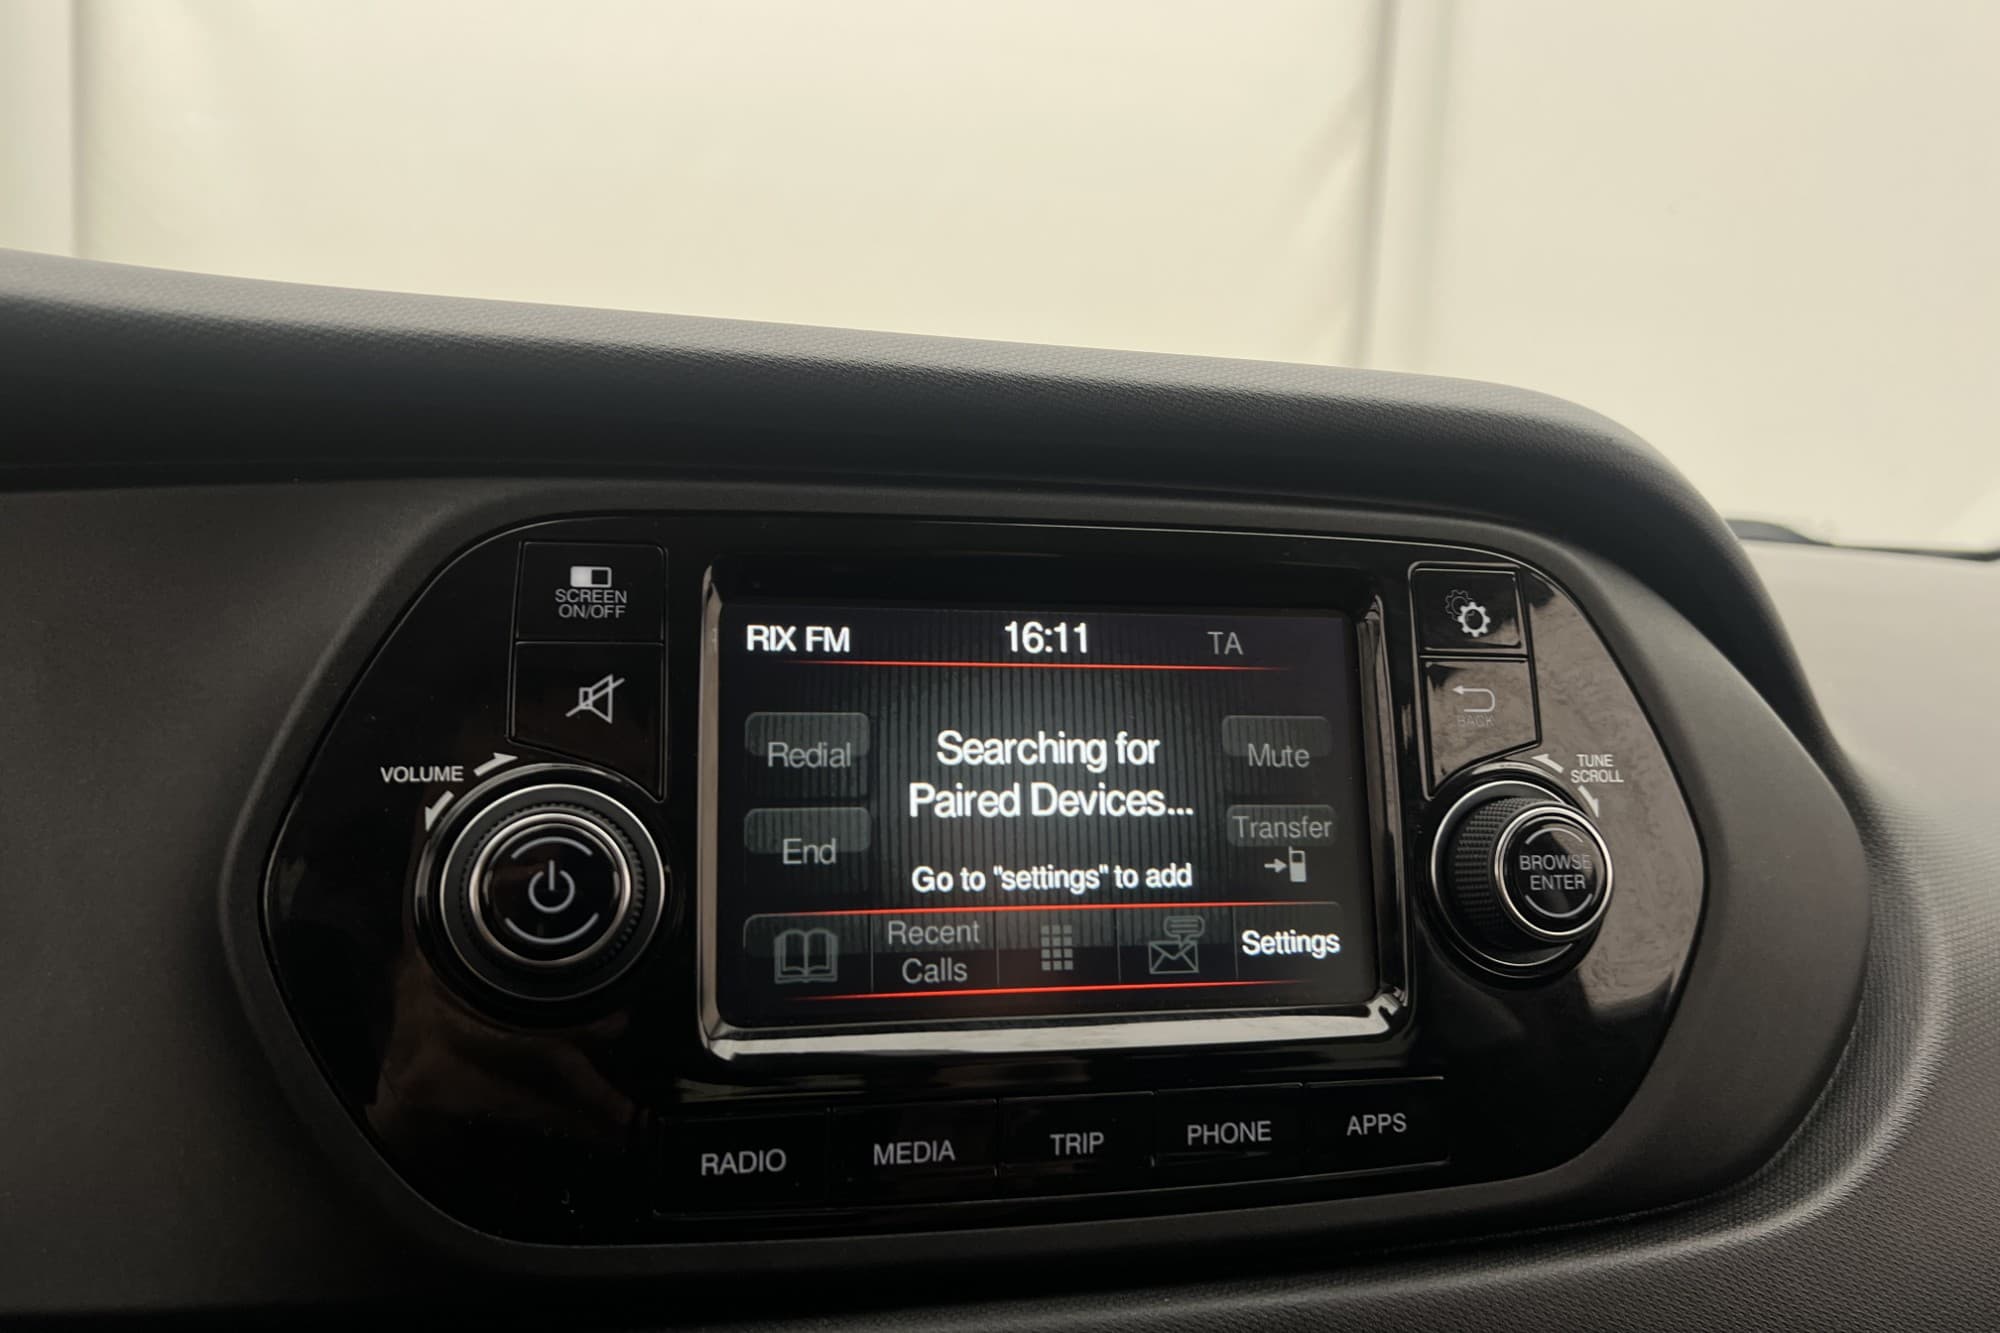 SCREEN
ON/OFF
VOLUME
RIX FM
16:11
TA
Redial
Searching for
Paired Devices...
Mute
End
Transfer
Go to "settings" to add
Recent
Calls
Settings
BACK
TUNE
SCROLL
BROWSE
ENTER
RADIO
MEDIA
TRIP
PHONE
APPS